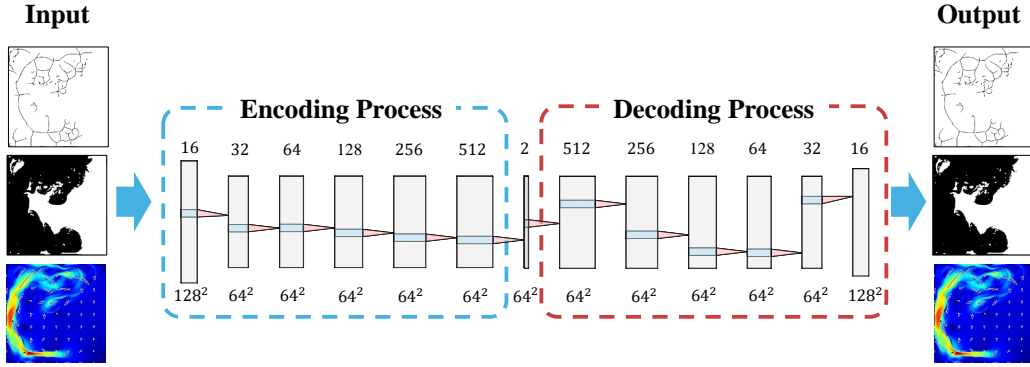 Input
Output
Encoding Process
Decoding Process
16 32 64 128 256 512 2 512 256 128 64 32 16
128² 64² 64² 64² 64² 64² 64² 64² 64² 64² 64² 64² 128²